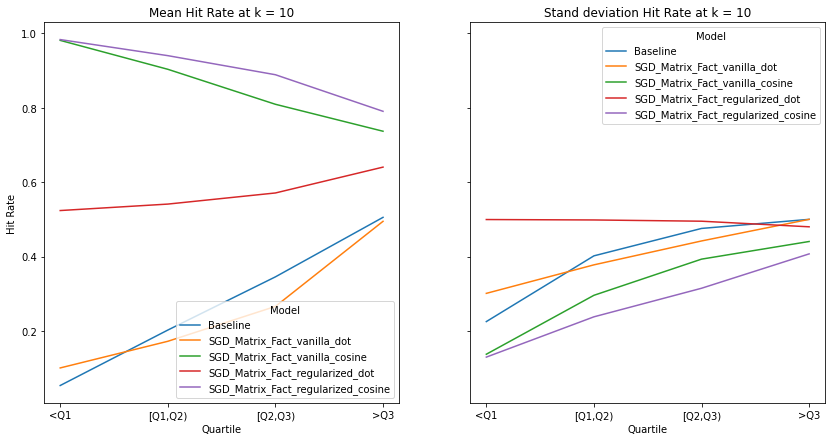 Mean Hit Rate at k = 10
Hit Rate
1.0
0.8
0.6
0.4
0.2
Model
Baseline
SGD_Matrix_Fact_vanilla_dot
SGD_Matrix_Fact_vanilla_cosine
SGD_Matrix_Fact_regularized_dot
SGD_Matrix_Fact_regularized_cosine
<Q1
[Q1,Q2)
[Q2,Q3)
>Q3
Quartile
Stand deviation Hit Rate at k = 10
Model
Baseline
SGD_Matrix_Fact_vanilla_dot
SGD_Matrix_Fact_vanilla_cosine
SGD_Matrix_Fact_regularized_dot
SGD_Matrix_Fact_regularized_cosine
<Q1
[Q1,Q2)
[Q2,Q3)
>Q3
Quartile